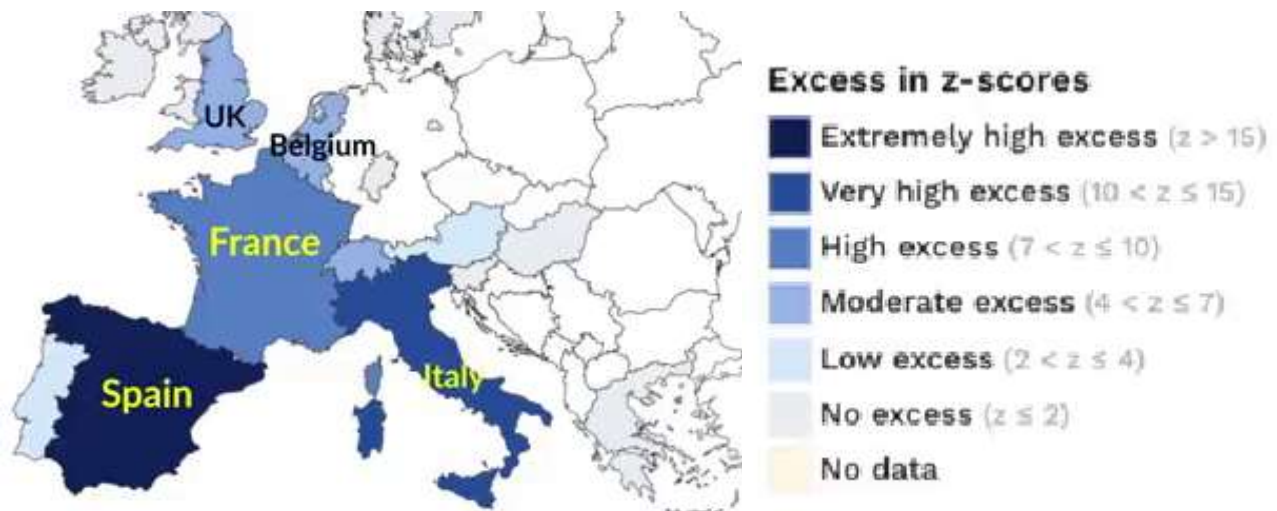 UK
Belgium
France
Spain
Italy
Excess in z-scores
Extremely high excess (z > 15)
Very high excess (10 < z ≤ 15)
High excess (7 < z ≤ 10)
Moderate excess (4 < z ≤ 7)
Low excess (2 < z ≤ 4)
No excess (z ≤ 2)
No data